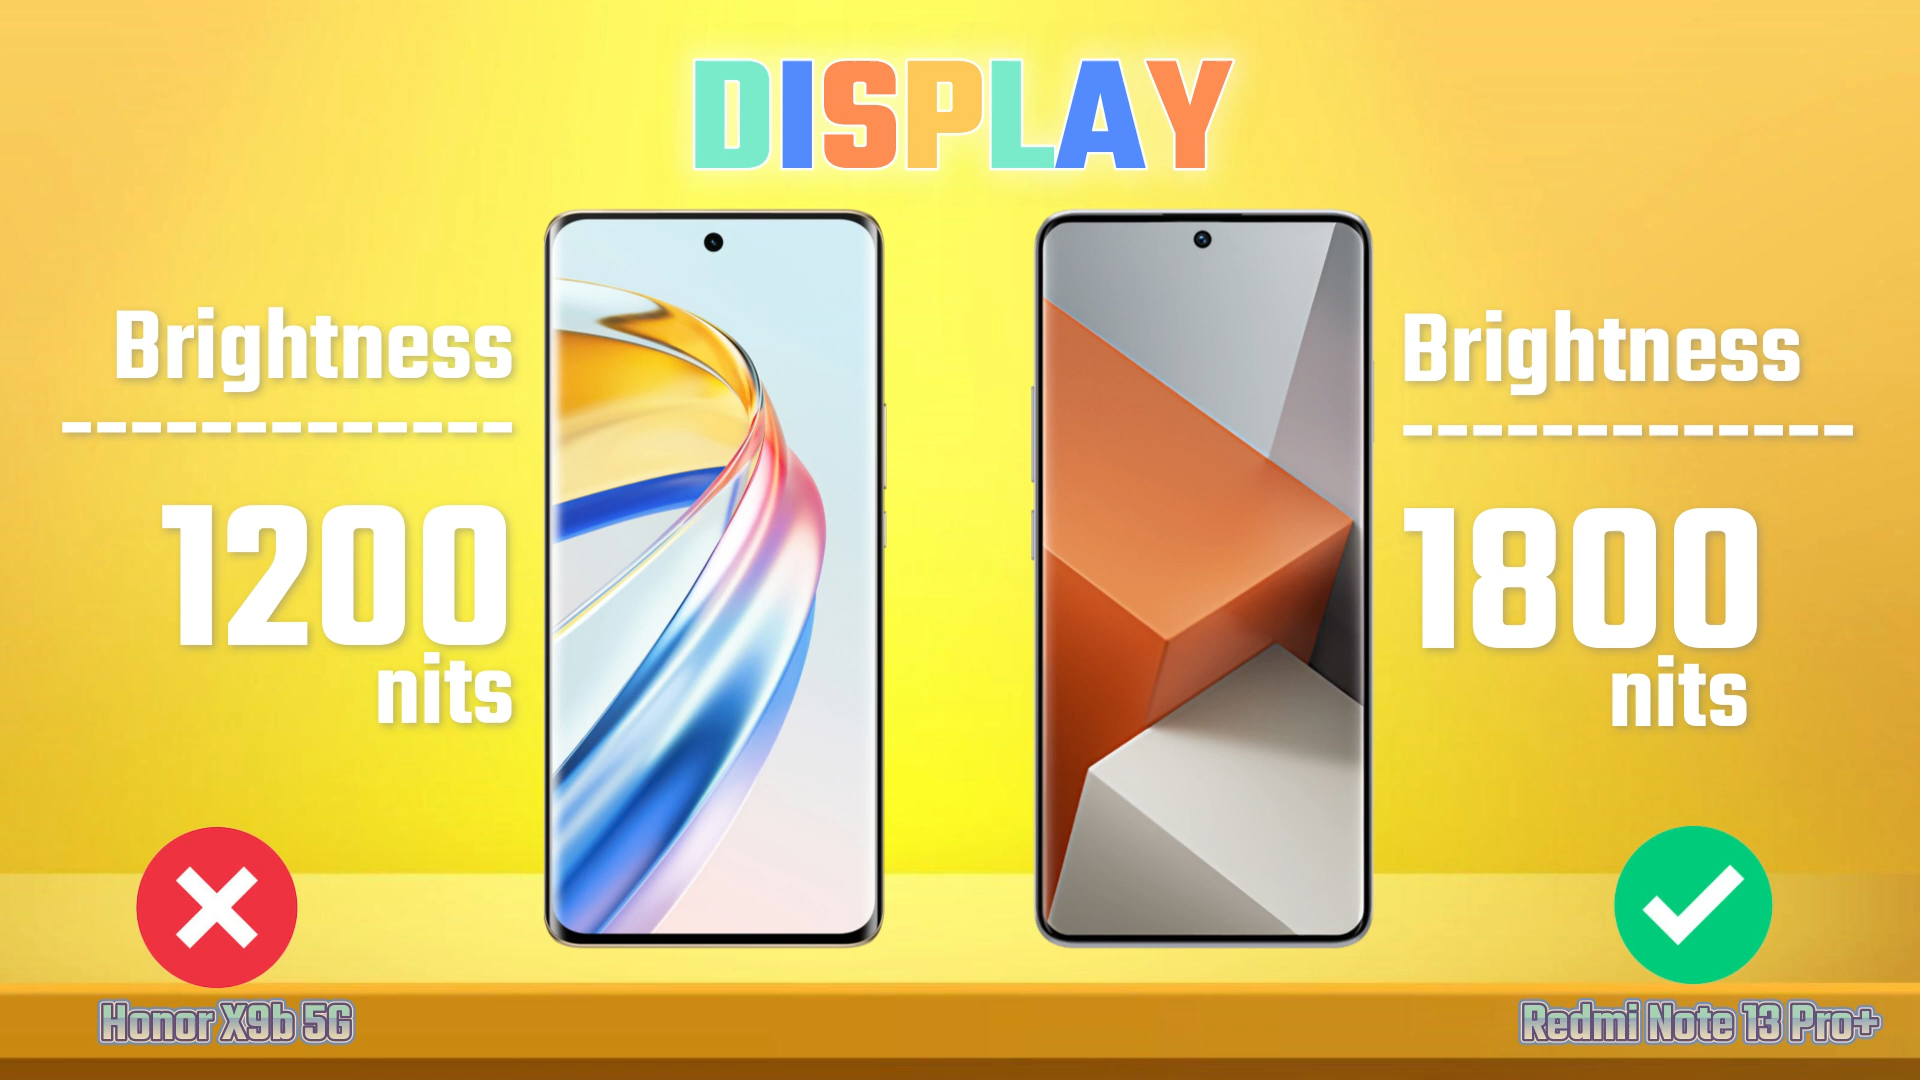 DISPLAY
Brightness
--------------
1200
nits
Honor X9b 5G
Brightness
--------------
1800
nits
Redmi Note 13 Pro+